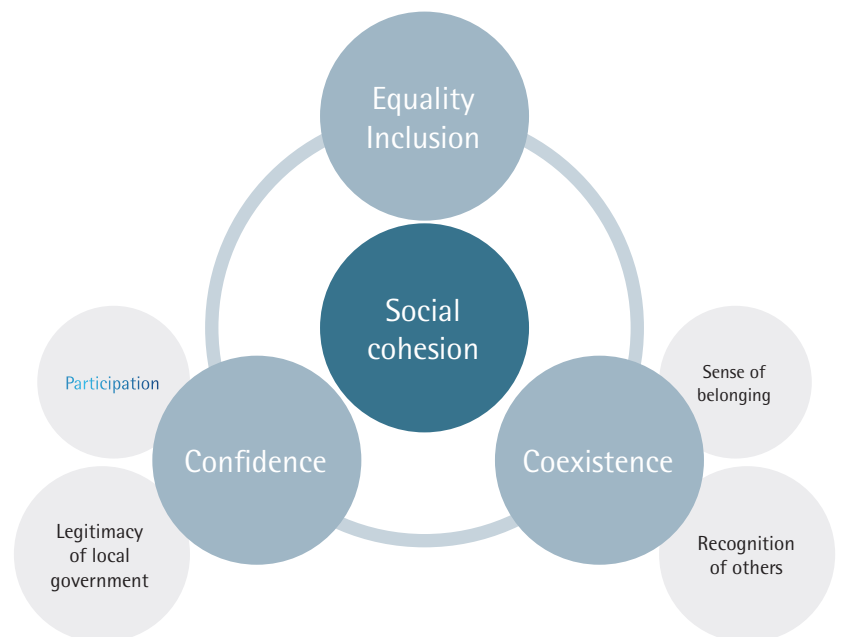 Equality
Inclusion
Social
cohesion
Participation
Sense of
belonging
Confidence
Coexistence
Legitimacy
of local
government
Recognition
of others